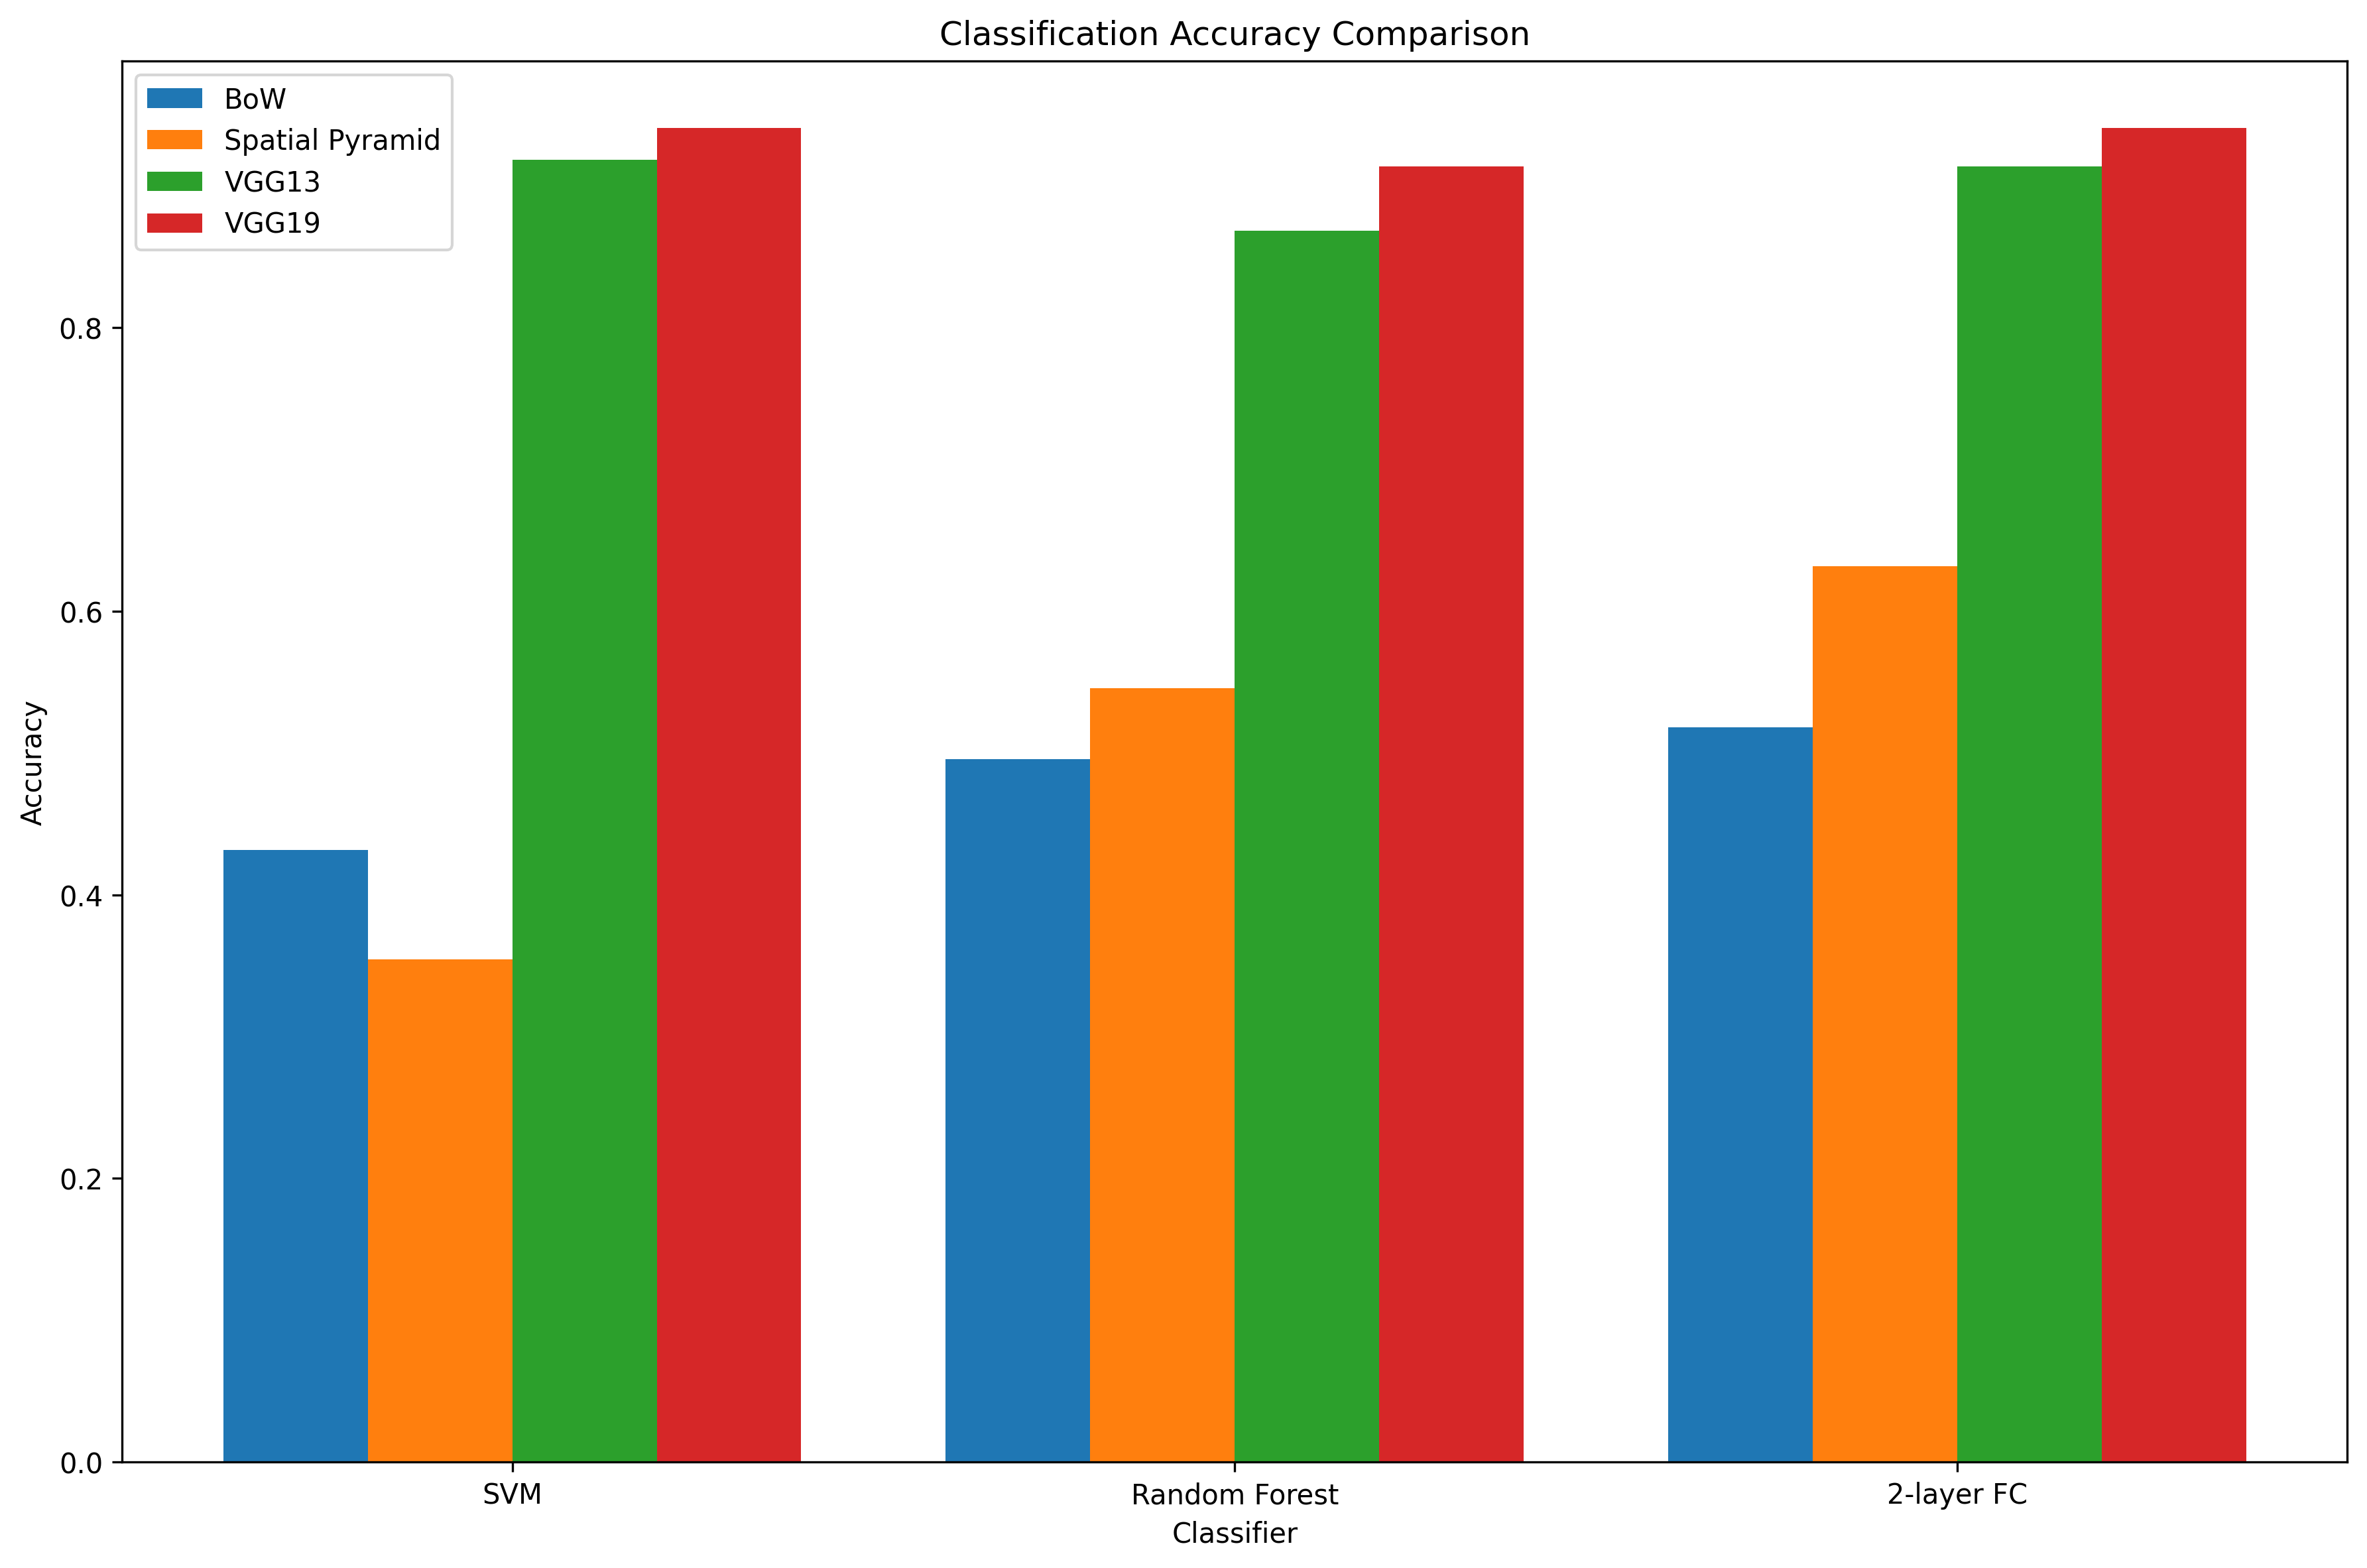 Classification Accuracy Comparison
BoW
Spatial Pyramid
VGG13
VGG19
0.8
0.6
0.4
0.2
0.0
Accuracy
SVM
Random Forest
2-layer FC
Classifier